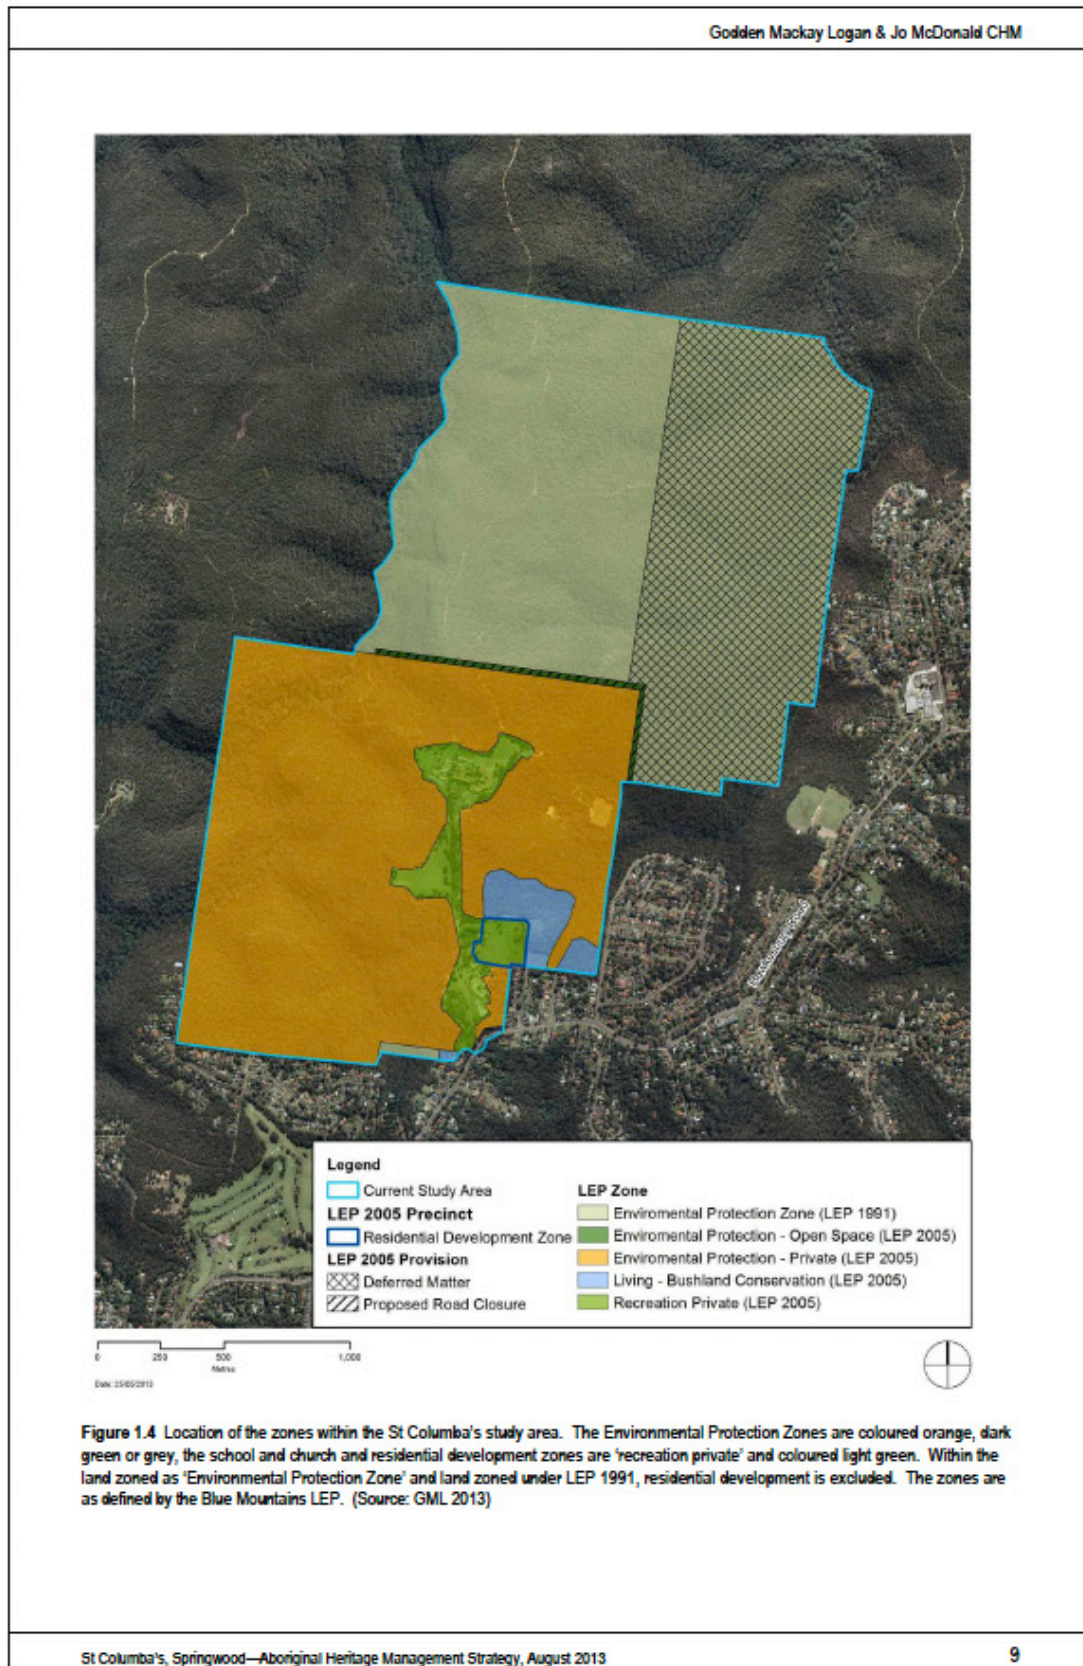 Godden Mackay Logan & Jo McDonald CHM
Hawkesbury Road
Legend
Current Study Area
LEP 2005 Precinct
Residential Development Zone
LEP 2005 Provision
Deferred Matter
Proposed Road Closure
LEP Zone
Enviromental Protection Zone (LEP 1991)
Enviromental Protection - Open Space (LEP 2005)
Enviromental Protection - Private (LEP 2005)
Living - Bushland Conservation (LEP 2005)
Recreation Private (LEP 2005)
0 250 500 1,000
Metres
Date: 23/05/2013
Figure 1.4 Location of the zones within the St Columba's study area. The Environmental Protection Zones are coloured orange, dark
green or grey, the school and church and residential development zones are 'recreation private' and coloured light green. Within the
land zoned as 'Environmental Protection Zone' and land zoned under LEP 1991, residential development is excluded. The zones are
as defined by the Blue Mountains LEP. (Source: GML 2013)
St Columba's, Springwood—Aboriginal Heritage Management Strategy, August 2013
9